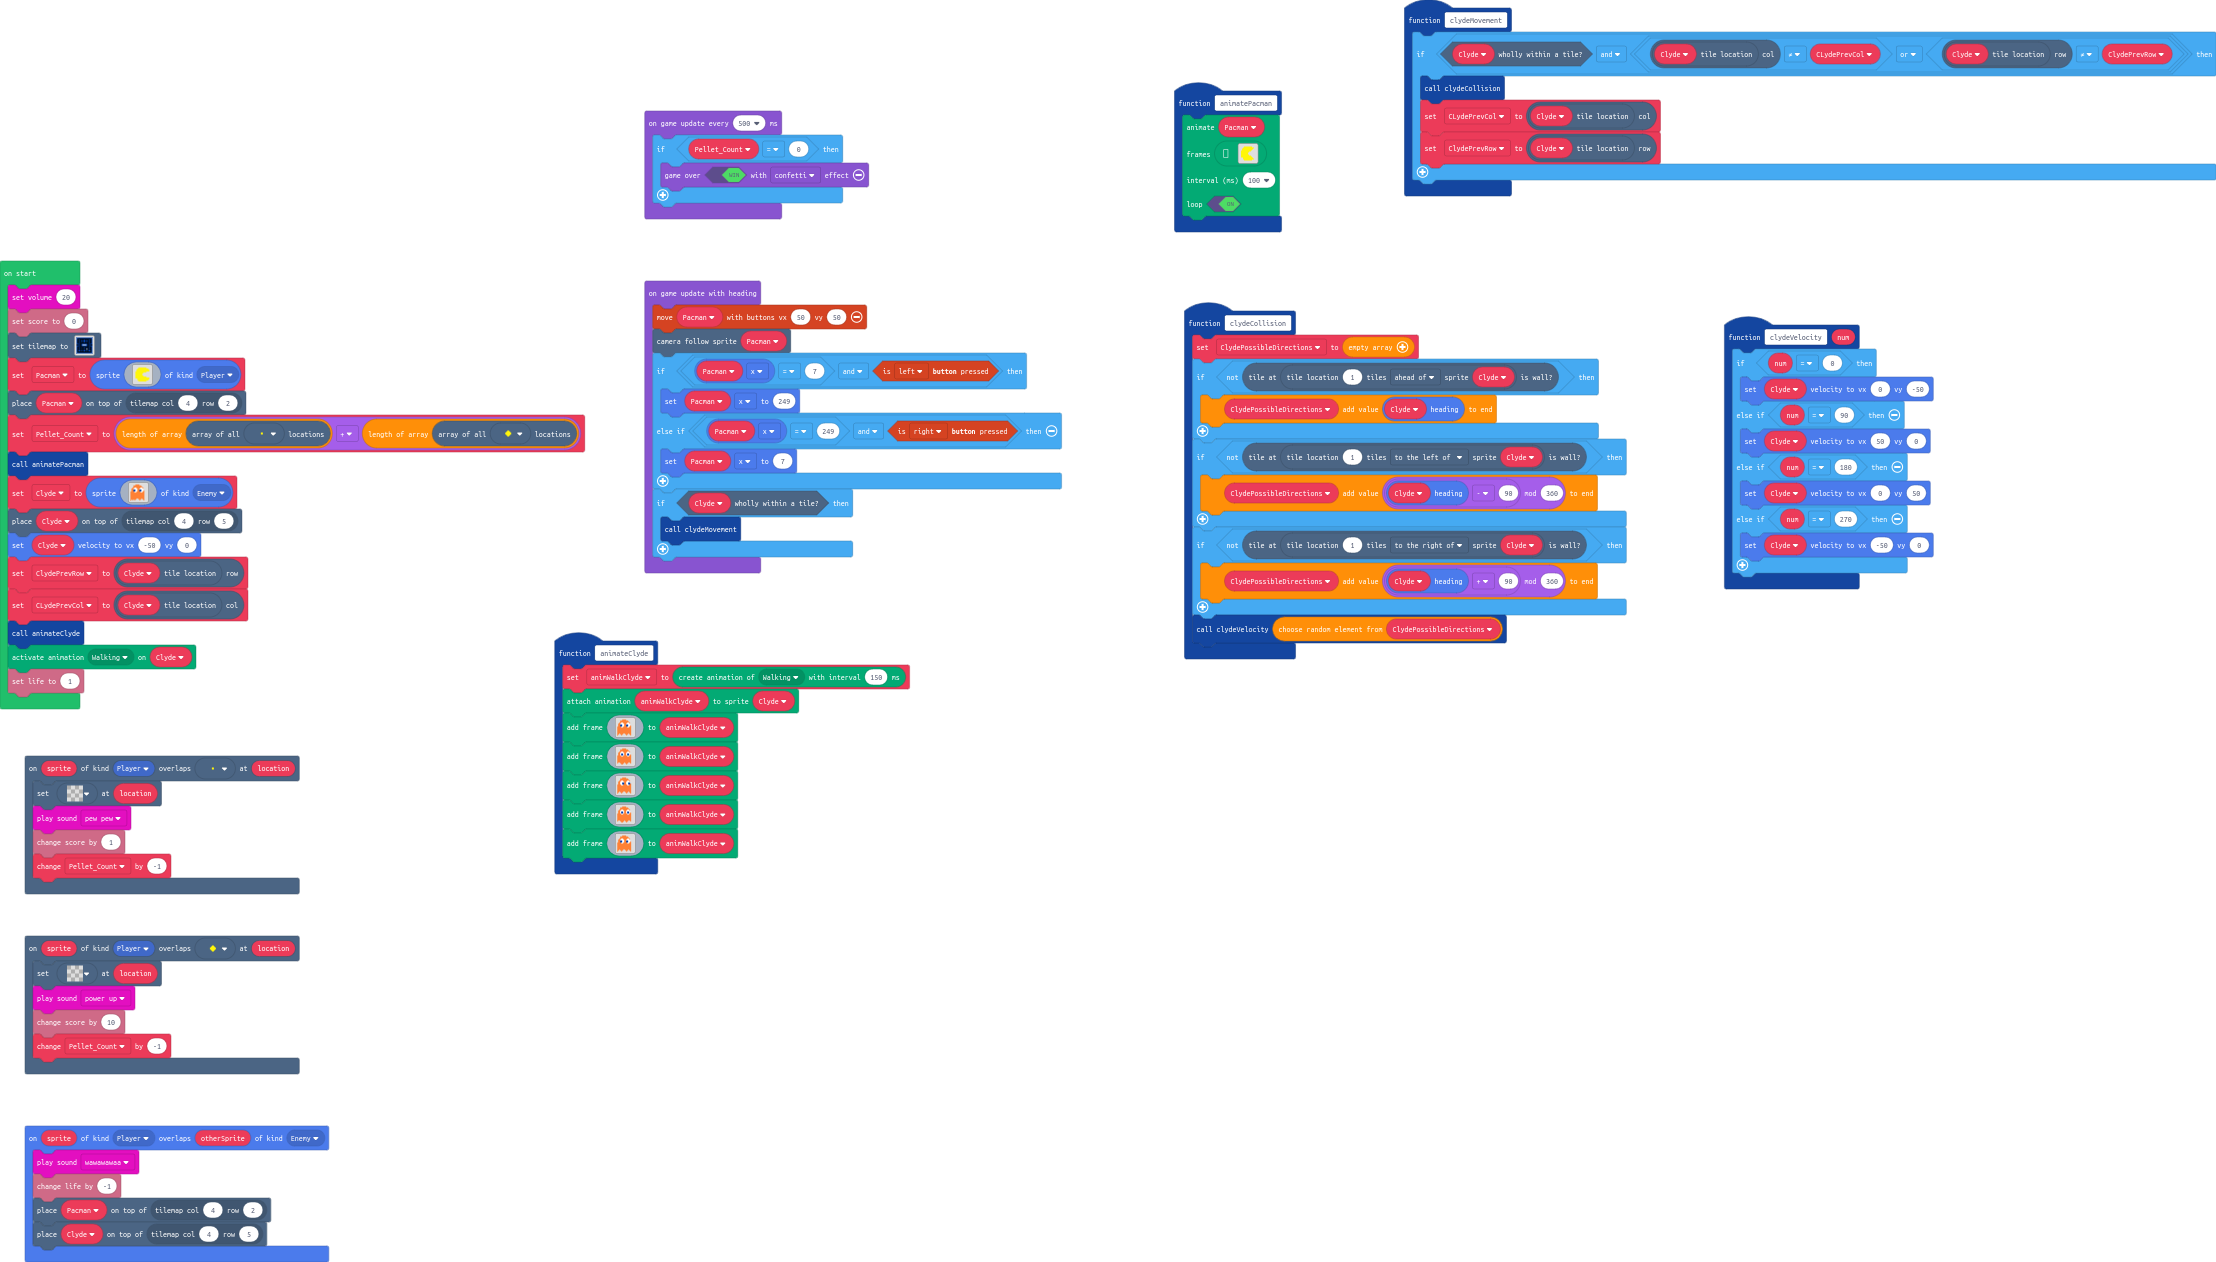 function clydeMovement
if Clyde wholly within a tile? and Clyde tile location col ≠ CLydePrevCol or Clyde tile location row ≠ ClydePrevRow then
call clydeCollision
set CLydePrevCol to Clyde tile location col
set ClydePrevRow to Clyde tile location row
function animatePacman
animate Pacman
frames
interval (ms) 100
loop ON
on game update every 500 ms
if Pellet_Count = 0 then
game over WIN with confetti effect
on start
set volume 20
set score to 0
set tilemap to
set Pacman to sprite of kind Player
place Pacman on top of tilemap col 4 row 2
set Pellet_Count to length of array array of all locations + length of array array of all locations
call animatePacman
set Clyde to sprite of kind Enemy
place Clyde on top of tilemap col 4 row 5
set Clyde velocity to vx -50 vy 0
set ClydePrevRow to Clyde tile location row
set CLydePrevCol to Clyde tile location col
call animateClyde
activate animation Walking on Clyde
set life to 1
on game update with heading
move Pacman with buttons vx 50 vy 50
camera follow sprite Pacman
if Pacman x = 7 and is left button pressed then
set Pacman x to 249
else if Pacman x = 249 and is right button pressed then
set Pacman x to 7
if Clyde wholly within a tile? then
call clydeMovement
function clydeCollision
set ClydePossibleDirections to empty array
if not tile at tile location 1 tiles ahead of sprite Clyde is wall? then
ClydePossibleDirections add value Clyde heading to end
if not tile at tile location 1 tiles to the left of sprite Clyde is wall? then
ClydePossibleDirections add value Clyde heading - 90 mod 360 to end
if not tile at tile location 1 tiles to the right of sprite Clyde is wall? then
ClydePossibleDirections add value Clyde heading + 90 mod 360 to end
call clydeVelocity choose random element from ClydePossibleDirections
function clydeVelocity num
if num = 0 then
set Clyde velocity to vx 0 vy -50
else if num = 90 then
set Clyde velocity to vx 50 vy 0
else if num = 180 then
set Clyde velocity to vx 0 vy 50
else if num = 270 then
set Clyde velocity to vx -50 vy 0
function animateClyde
set animWalkClyde to create animation of Walking with interval 150 ms
attach animation animWalkClyde to sprite Clyde
add frame to animWalkClyde
add frame to animWalkClyde
add frame to animWalkClyde
add frame to animWalkClyde
add frame to animWalkClyde
on sprite of kind Player overlaps at location
set at location
play sound pew pew
change score by 1
change Pellet_Count by -1
on sprite of kind Player overlaps at location
set at location
play sound power up
change score by 10
change Pellet_Count by -1
on sprite of kind Player overlaps otherSprite of kind Enemy
play sound wawawawaa
change life by -1
place Pacman on top of tilemap col 4 row 2
place Clyde on top of tilemap col 4 row 5